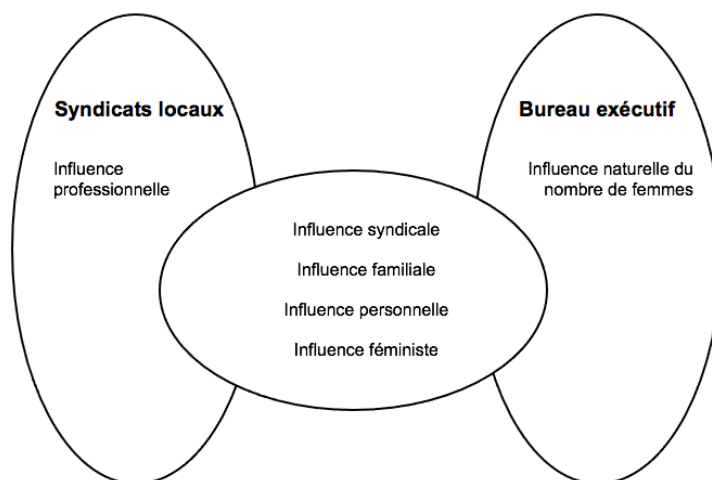 Syndicats locaux
Influence
professionnelle
Bureau exécutif
Influence naturelle du
nombre de femmes
Influence syndicale
Influence familiale
Influence personnelle
Influence féministe